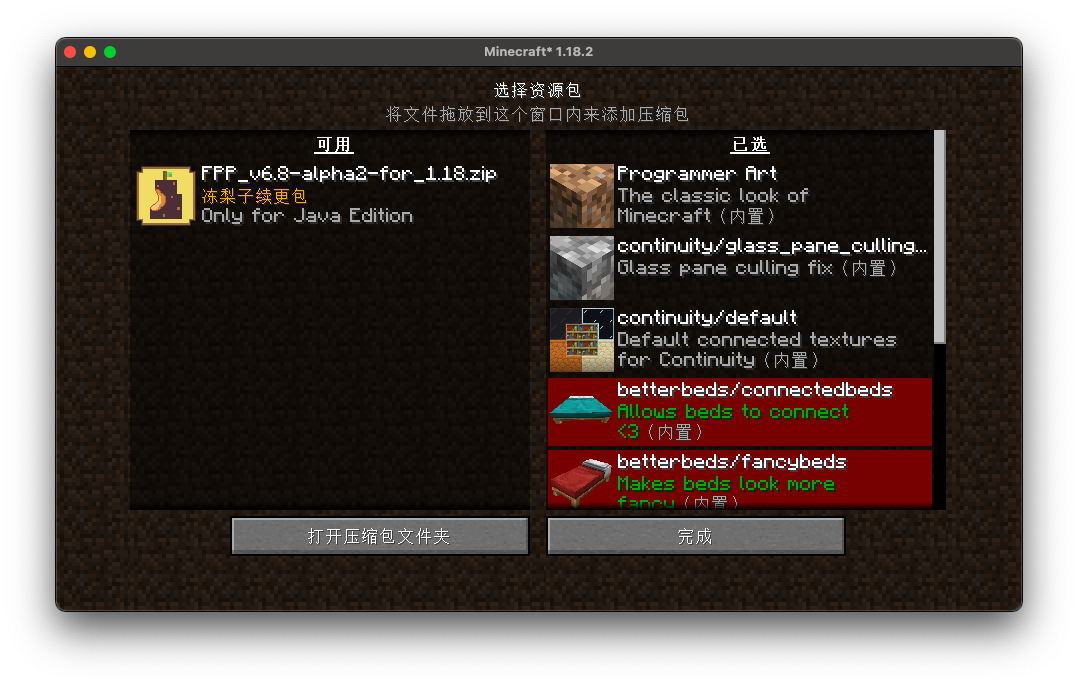 Minecraft* 1.18.2
选择资源包
将文件拖放到这个窗口内来添加压缩包
可用
FPP_v6.8-alpha2-for_1.18.zip
冻梨子续更包
Only for Java Edition
已选
Programmer Art
The classic look of
Minecraft（内置）
continuity/glass_pane_culling...
Glass pane culling fix（内置）
continuity/default
Default connected textures
for Continuity（内置）
betterbeds/connectedbeds
Allows beds to connect
<3（内置）
betterbeds/fancybeds
Makes beds look more
fancy（内置）
打开压缩包文件夹
完成